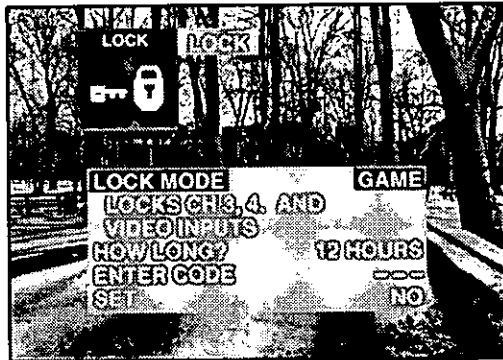 LOCK LOCK
LOCK MODE GAME
LOCKS CH 3, 4, AND
VIDEO INPUTS
HOW LONG? 12 HOURS
ENTER CODE ---
SET NO